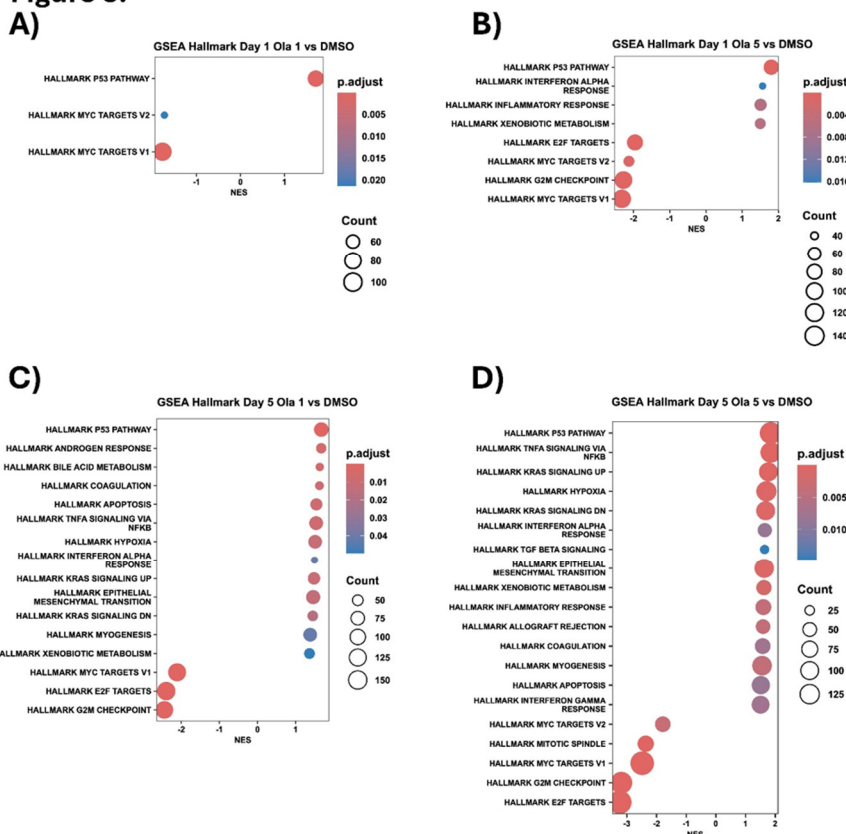 A)
GSEA Hallmark Day 1 Ola 1 vs DMSO
HALLMARK P53 PATHWAY
HALLMARK MYC TARGETS V2
HALLMARK MYC TARGETS V1
-1 0 1
NES
p.adjust
0.005
0.010
0.015
0.020
Count
60
80
100
B)
GSEA Hallmark Day 1 Ola 5 vs DMSO
HALLMARK P53 PATHWAY
HALLMARK INTERFERON ALPHA
RESPONSE
HALLMARK INFLAMMATORY RESPONSE
HALLMARK XENOBIOTIC METABOLISM
HALLMARK E2F TARGETS
HALLMARK MYC TARGETS V2
HALLMARK G2M CHECKPOINT
HALLMARK MYC TARGETS V1
-2 -1 0 1 2
NES
p.adjust
Count
40
60
80
100
C)
GSEA Hallmark Day 5 Ola 1 vs DMSO
HALLMARK P53 PATHWAY
HALLMARK ANDROGEN RESPONSE
HALLMARK BILE ACID METABOLISM
HALLMARK COAGULATION
HALLMARK APOPTOSIS
HALLMARK TNFA SIGNALING VIA
NFKB
HALLMARK HYPOXIA
HALLMARK INTERFERON ALPHA
RESPONSE
HALLMARK KRAS SIGNALING UP
HALLMARK EPITHELIAL
MESENCHYMAL TRANSITION
HALLMARK KRAS SIGNALING DN
HALLMARK MYOGENESIS
ALLMARK XENOBIOTIC METABOLISM
HALLMARK MYC TARGETS V1
HALLMARK E2F TARGETS
HALLMARK G2M CHECKPOINT
-2 -1 0 1
NES
p.adjust
0.01
0.02
0.03
0.04
Count
50
75
100
125
150
D)
GSEA Hallmark Day 5 Ola 5 vs DMSO
HALLMARK P53 PATHWAY
HALLMARK TNFA SIGNALING VIA
NFKB
HALLMARK KRAS SIGNALING UP
HALLMARK HYPOXIA
HALLMARK KRAS SIGNALING DN
HALLMARK INTERFERON ALPHA
RESPONSE
HALLMARK TGF BETA SIGNALING
HALLMARK EPITHELIAL
MESENCHYMAL TRANSITION
HALLMARK XENOBIOTIC METABOLISM
HALLMARK INFLAMMATORY RESPONSE
HALLMARK ALLOGRAFT REJECTION
HALLMARK COAGULATION
HALLMARK MYOGENESIS
HALLMARK APOPTOSIS
HALLMARK INTERFERON GAMMA
RESPONSE
HALLMARK MYC TARGETS V2
HALLMARK MITOTIC SPINDLE
HALLMARK MYC TARGETS V1
HALLMARK G2M CHECKPOINT
HALLMARK E2F TARGETS
-3 -2 -1 0 1 2
p.adjust
0.005
0.010
Count
25
50
75
100
125